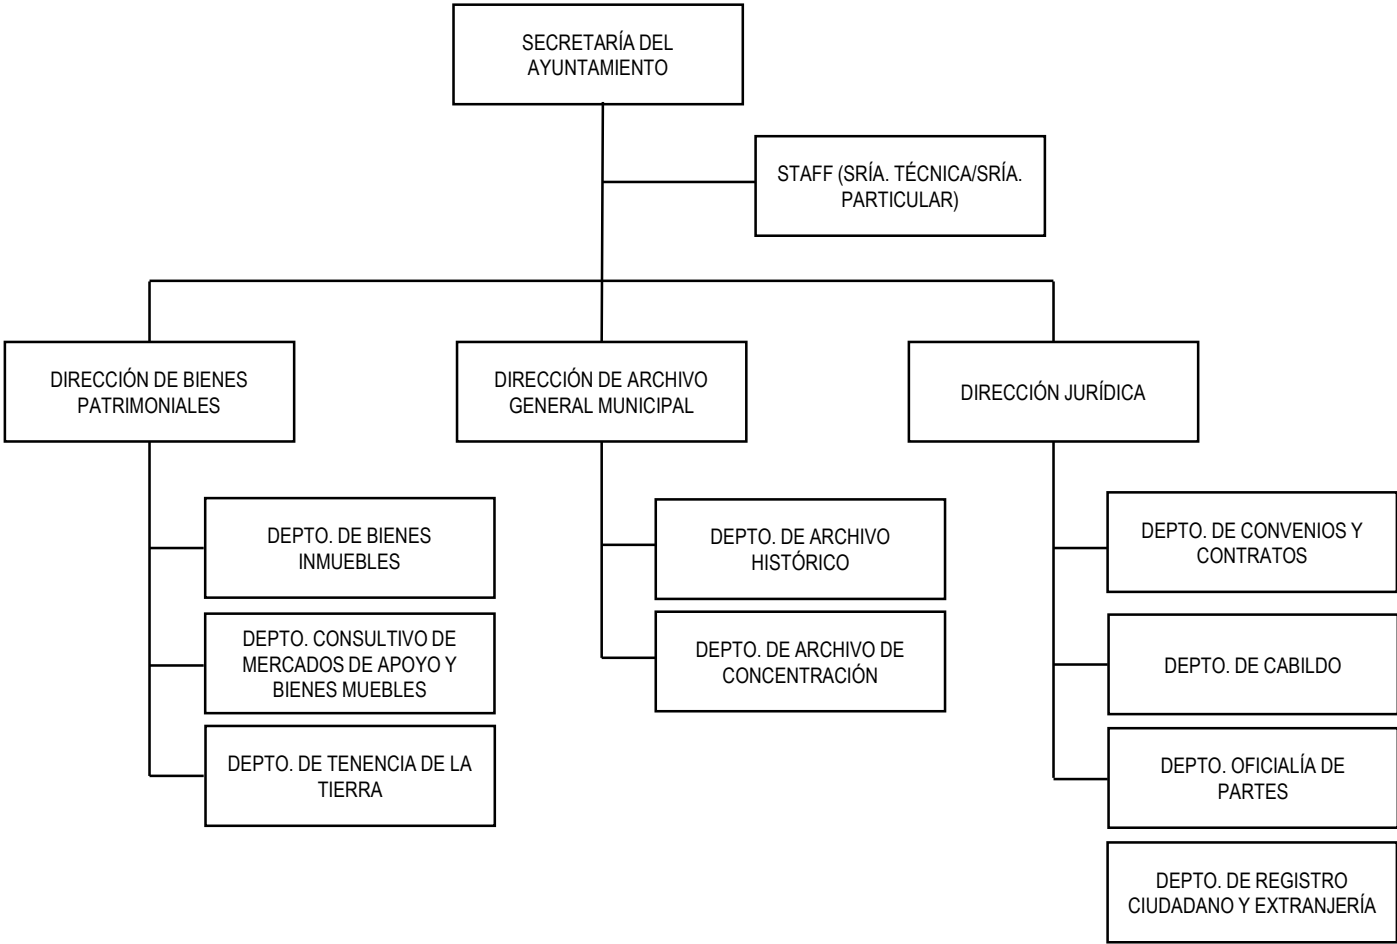 SECRETARÍA DEL
AYUNTAMIENTO
STAFF (SRÍA. TÉCNICA/SRÍA.
PARTICULAR)
DIRECCIÓN DE BIENES
PATRIMONIALES
DIRECCIÓN DE ARCHIVO
GENERAL MUNICIPAL
DIRECCIÓN JURÍDICA
DEPTO. DE BIENES
INMUEBLES
DEPTO. CONSULTIVO DE
MERCADOS DE APOYO Y
BIENES MUEBLES
DEPTO. DE TENENCIA DE LA
TIERRA
DEPTO. DE ARCHIVO
HISTÓRICO
DEPTO. DE ARCHIVO DE
CONCENTRACIÓN
DEPTO. DE CONVENIOS Y
CONTRATOS
DEPTO. DE CABILDO
DEPTO. OFICIALÍA DE
PARTES
DEPTO. DE REGISTRO
CIUDADANO Y EXTRANJERÍA